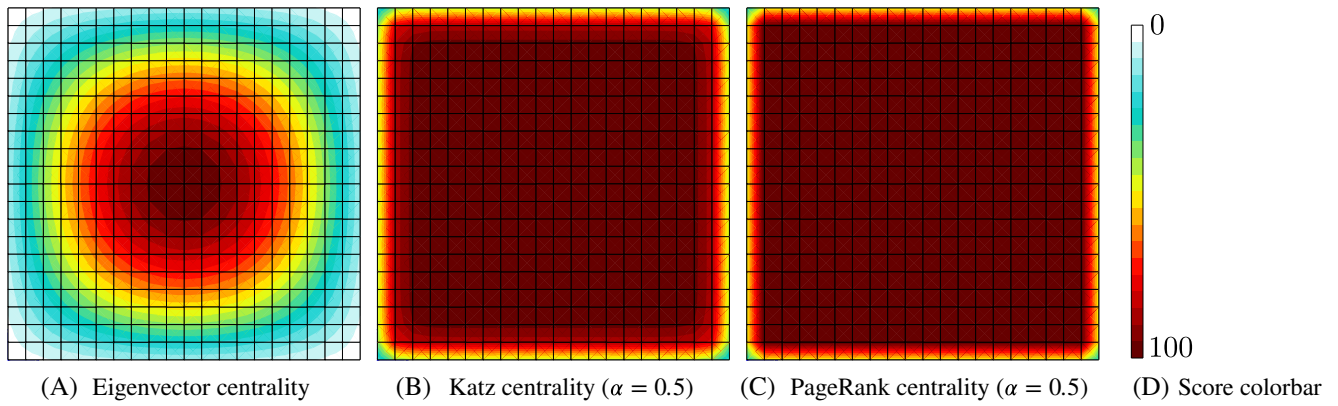 0
100
(A) Eigenvector centrality
(B) Katz centrality (α = 0.5)
(C) PageRank centrality (α = 0.5)
(D) Score colorbar